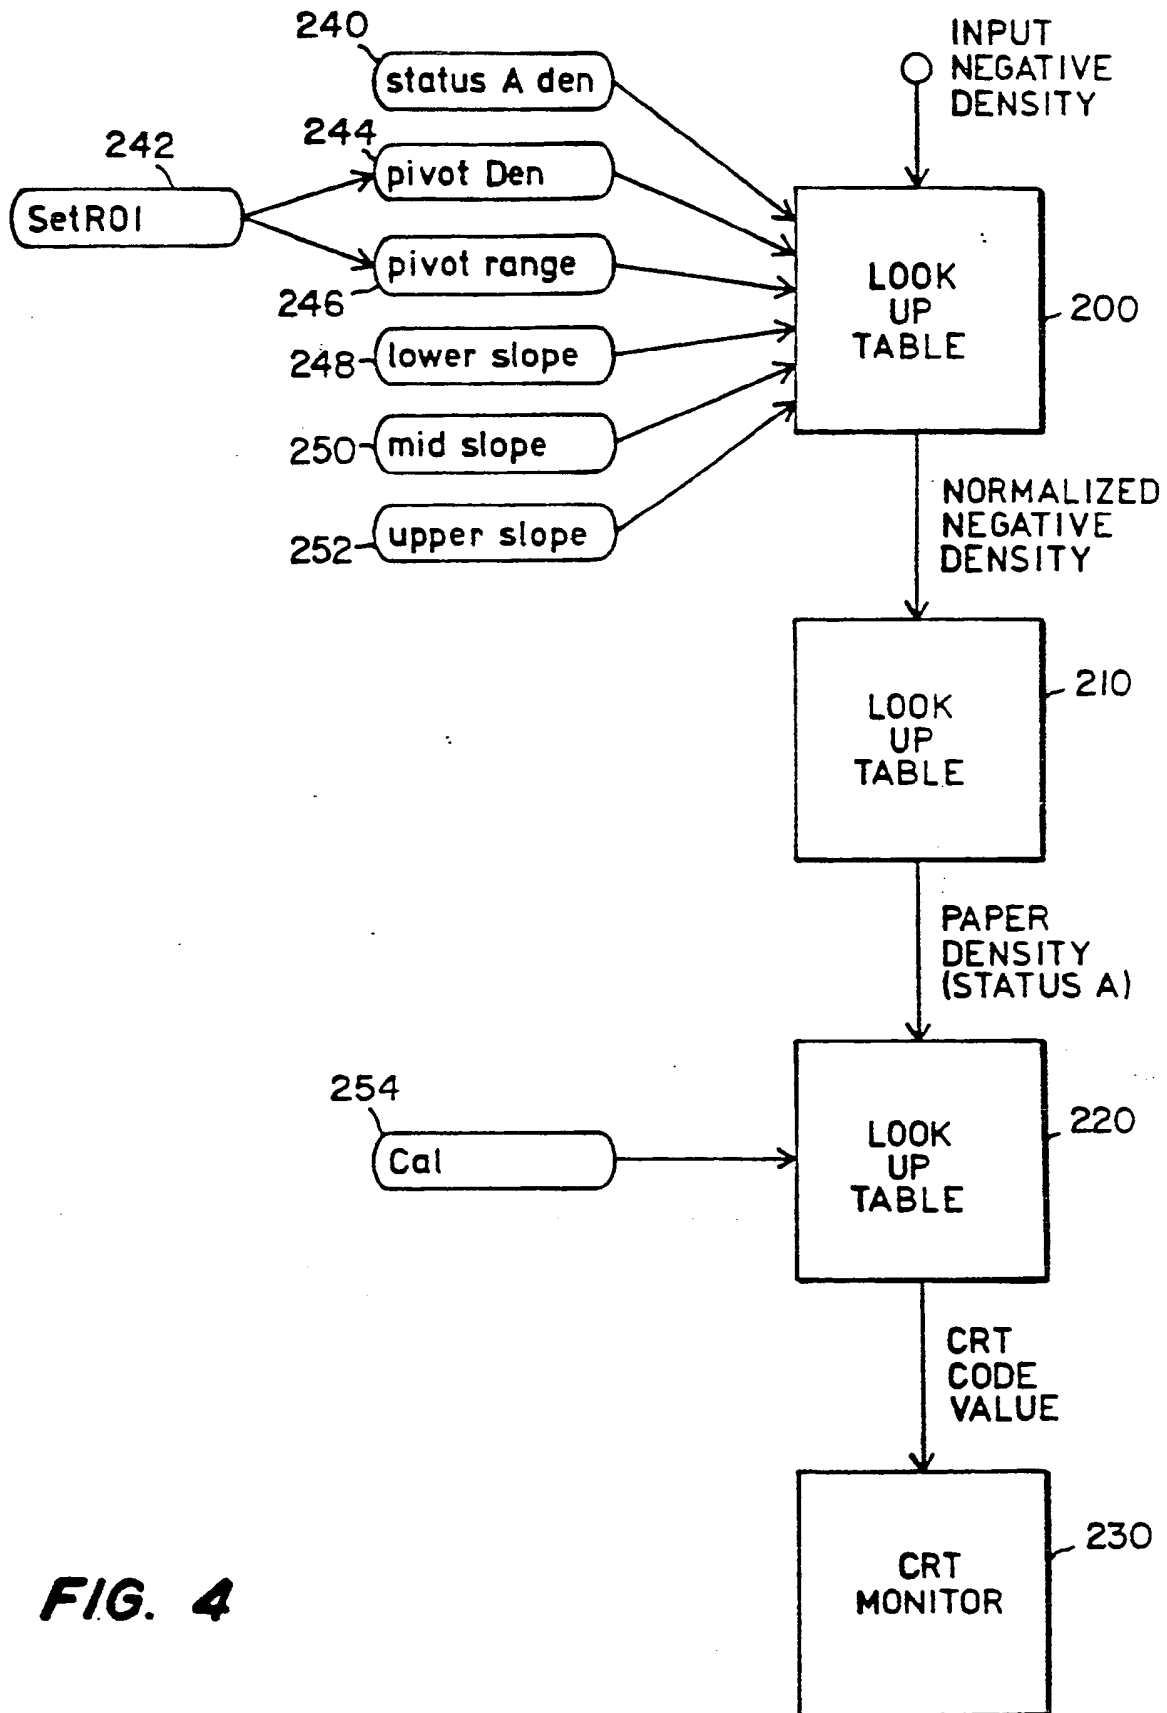 240
status A den
INPUT
NEGATIVE
DENSITY
242
244
pivot Den
SetROI
pivot range
246
LOOK
UP
TABLE
200
248
lower slope
250
mid slope
252
upper slope
NORMALIZED
NEGATIVE
DENSITY
LOOK
UP
TABLE
210
PAPER
DENSITY
(STATUS A)
254
Cal
LOOK
UP
TABLE
220
CRT
CODE
VALUE
CRT
MONITOR
230
FIG. 4